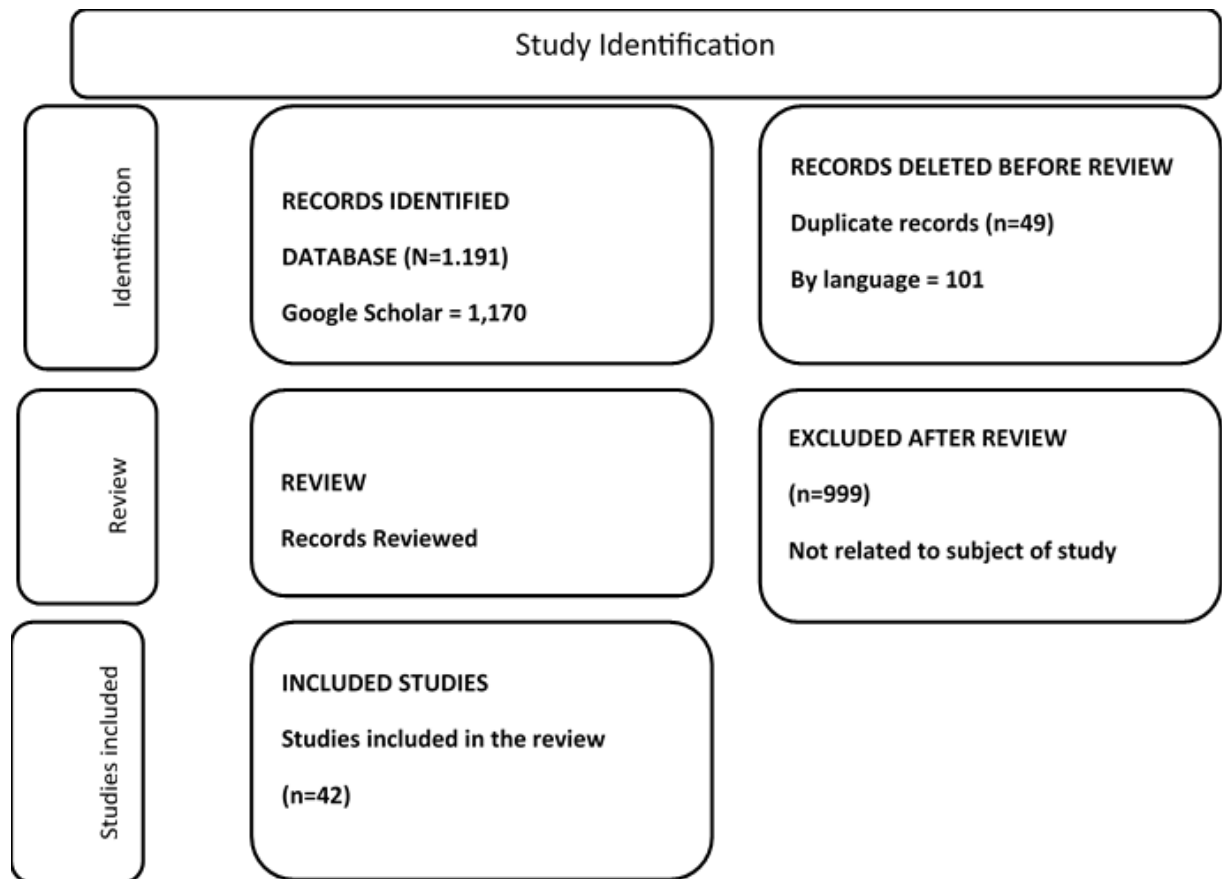 Study Identification
Identification
RECORDS IDENTIFIED
DATABASE (N=1.191)
Google Scholar = 1,170
RECORDS DELETED BEFORE REVIEW
Duplicate records (n=49)
By language = 101
Review
REVIEW
Records Reviewed
EXCLUDED AFTER REVIEW
(n=999)
Not related to subject of study
Studies included
INCLUDED STUDIES
Studies included in the review
(n=42)